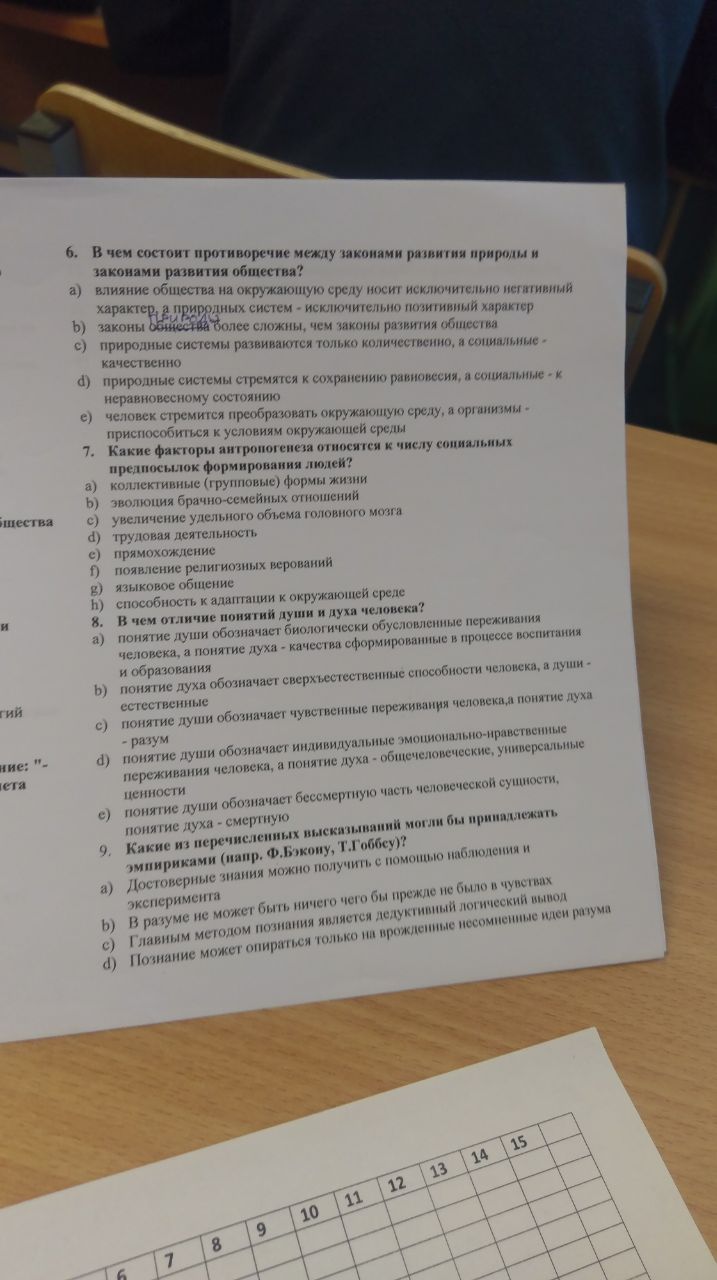 6. В чем состоит противоречие между законами развития природы и
законами развития общества?
a) влияние общества на окружающую среду носит исключительно негативный
характер, а природных систем - исключительно позитивный характер
природы
b) законы общества более сложны, чем законы развития общества
c) природные системы развиваются только количественно, а социальные -
качественно
d) природные системы стремятся к сохранению равновесия, а социальные - к
неравновесному состоянию
e) человек стремится преобразовать окружающую среду, а организмы -
приспособиться к условиям окружающей среды
7. Какие факторы антропогенеза относятся к числу социальных
предпосылок формирования людей?
a) коллективные (групповые) формы жизни
b) эволюция брачно-семейных отношений
c) увеличение удельного объема головного мозга
d) трудовая деятельность
e) прямохождение
f) появление религиозных верований
g) языковое общение
h) способность к адаптации к окружающей среде
8. В чем отличие понятий души и духа человека?
a) понятие души обозначает биологически обусловленные переживания
человека, а понятие духа - качества сформированные в процессе воспитания
и образования
b) понятие духа обозначает сверхъестественные способности человека, а души -
естественные
c) понятие души обозначает чувственные переживания человека,а понятие духа
- разум
d) понятие души обозначает индивидуальные эмоционально-нравственные
переживания человека, а понятие духа - общечеловеческие, универсальные
ценности
e) понятие души обозначает бессмертную часть человеческой сущности,
понятие духа - смертную
9. Какие из перечисленных высказываний могли бы принадлежать
эмпирикам (напр. Ф.Бэкону, Т.Гоббсу)?
a) Достоверные знания можно получить с помощью наблюдения и
эксперимента
b) В разуме не может быть ничего чего бы прежде не было в чувствах
c) Главным методом познания является дедуктивный логический вывод
d) Познание может опираться только на врожденные несомненные идеи разума
бщества
и
гий
ние: "-
ета
6 7 8 9 10 11 12 13 14 15